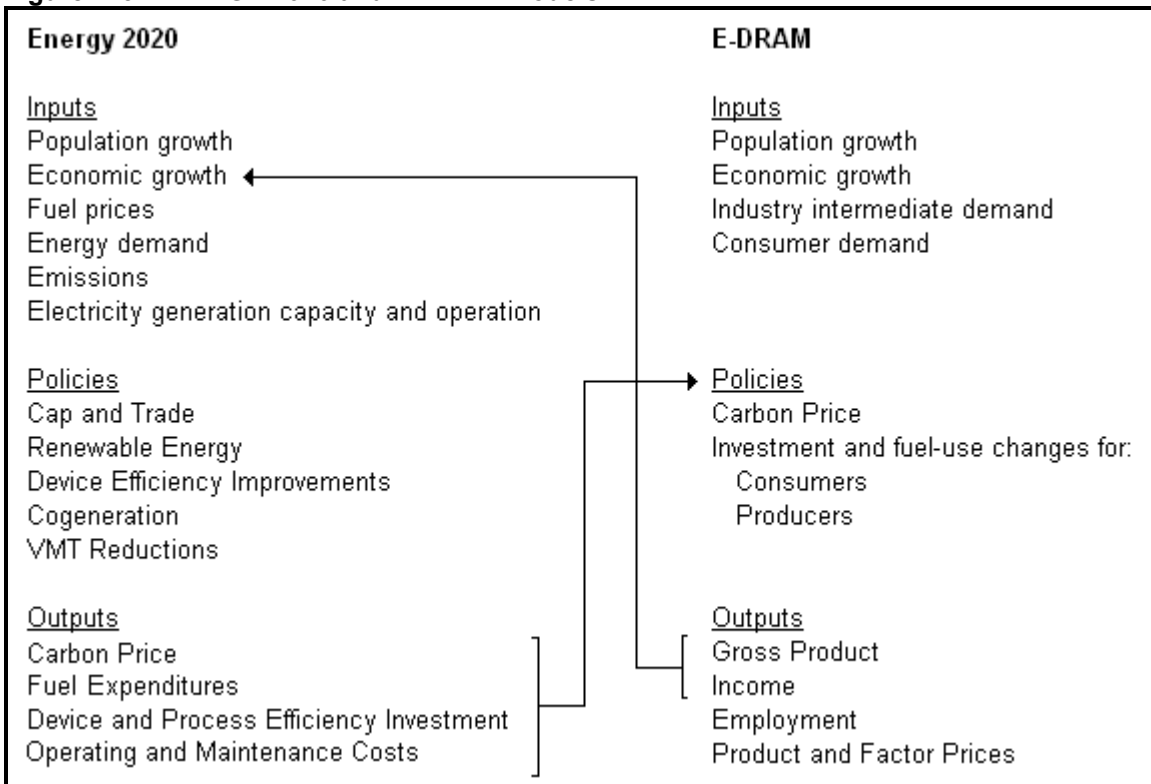 Energy 2020
Inputs
Population growth
Economic growth
Fuel prices
Energy demand
Emissions
Electricity generation capacity and operation
Policies
Cap and Trade
Renewable Energy
Device Efficiency Improvements
Cogeneration
VMT Reductions
Outputs
Carbon Price
Fuel Expenditures
Device and Process Efficiency Investment
Operating and Maintenance Costs
E-DRAM
Inputs
Population growth
Economic growth
Industry intermediate demand
Consumer demand
Policies
Carbon Price
Investment and fuel-use changes for:
Consumers
Producers
Outputs
Gross Product
Income
Employment
Product and Factor Prices